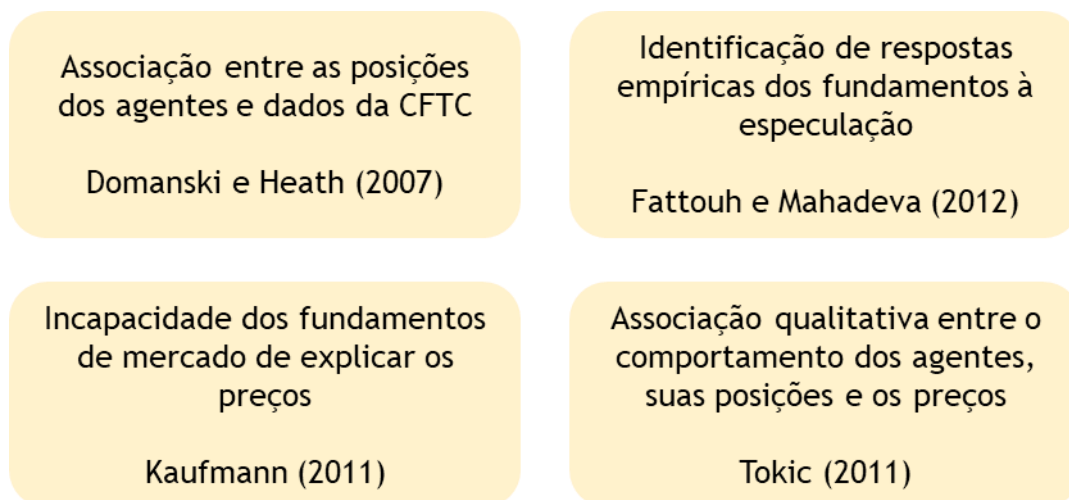 Associação entre as posições
dos agentes e dados da CFTC
Domanski e Heath (2007)
Identificação de respostas
empíricas dos fundamentos à
especulação
Fattouh e Mahadeva (2012)
Incapacidade dos fundamentos
de mercado de explicar os
preços
Kaufmann (2011)
Associação qualitativa entre o
comportamento dos agentes,
suas posições e os preços
Tokic (2011)